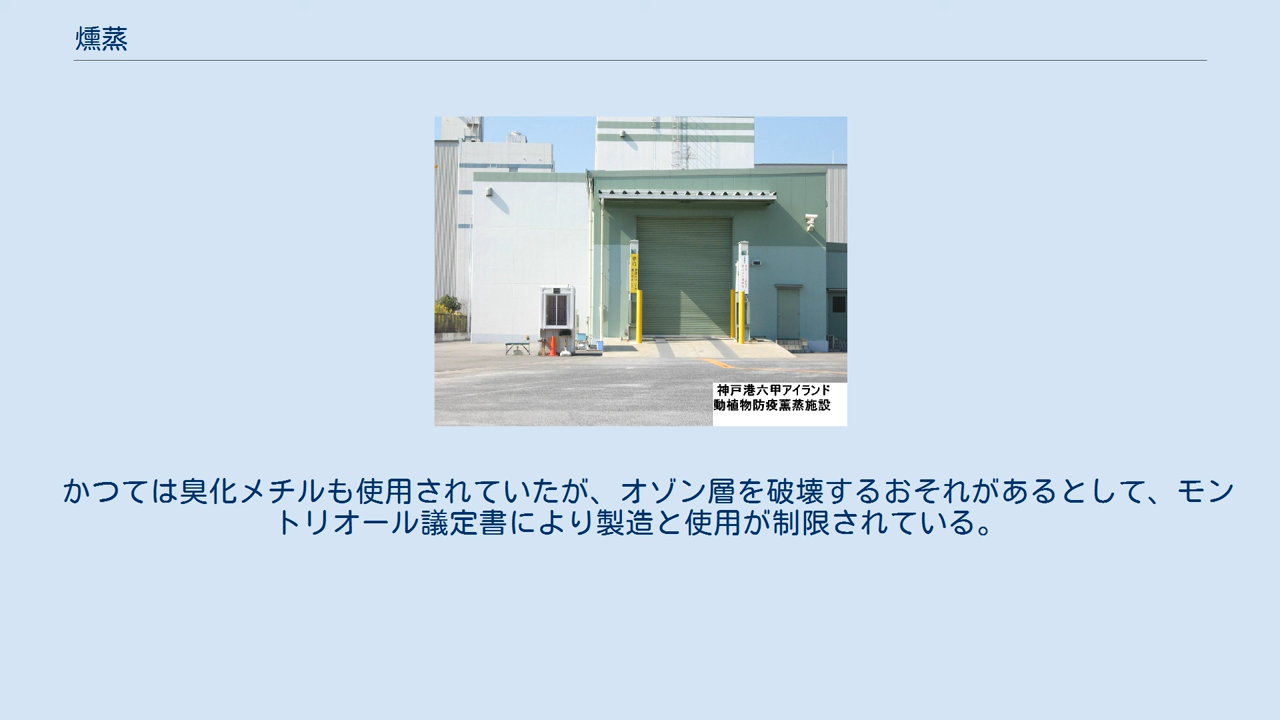 燻蒸
神戸港六甲アイランド
動植物防疫薫蒸施設
かつては臭化メチルも使用されていたが、オゾン層を破壊するおそれがあるとして、モン
トリオール議定書により製造と使用が制限されている。